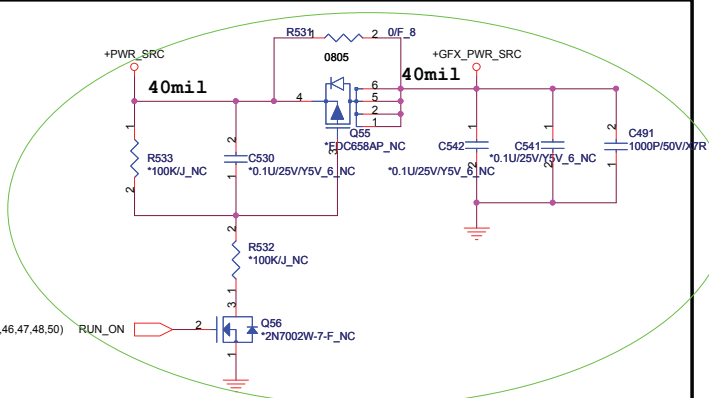 R531 1 2 0/F_8
0805
+PWR_SRC
+GFX_PWR_SRC
40mil
40mil
4
6
5
2
1
3
Q55
*FDC658AP_NC
1
R533
*100K/J_NC
2
2
C530
*0.1U/25V/Y5V_6_NC
1
1
C542
*0.1U/25V/Y5V_6_NC
2
1
C541
*0.1U/25V/Y5V_6_NC
2
2
C491
1000P/50V/X7R
1
2
R532
*100K/J_NC
1
3
,46,47,48,50) RUN_ON
2
Q56
*2N7002W-7-F_NC
1